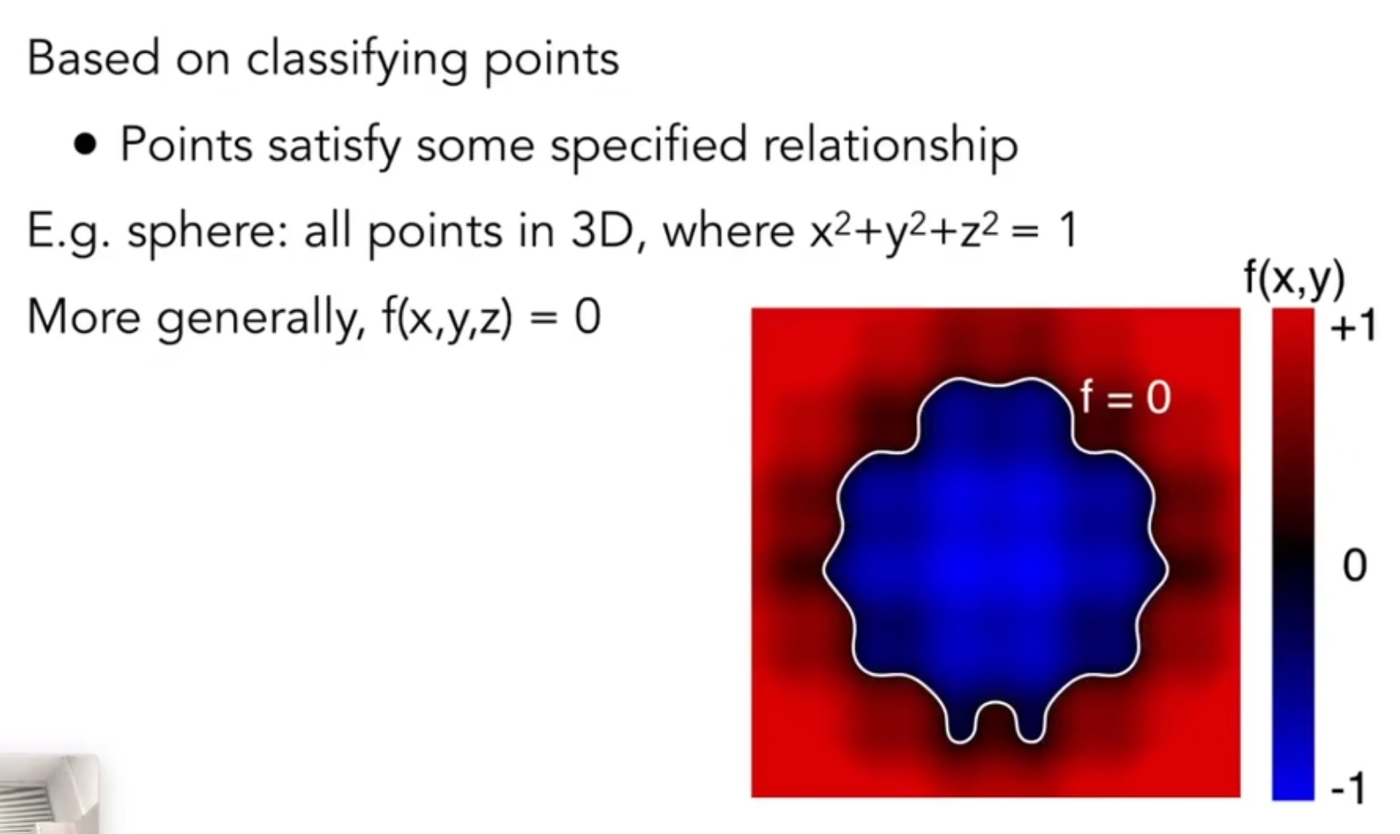 Based on classifying points
• Points satisfy some specified relationship
E.g. sphere: all points in 3D, where x²+y²+z² = 1
More generally, f(x,y,z) = 0
f(x,y)
+1
f = 0
0
-1